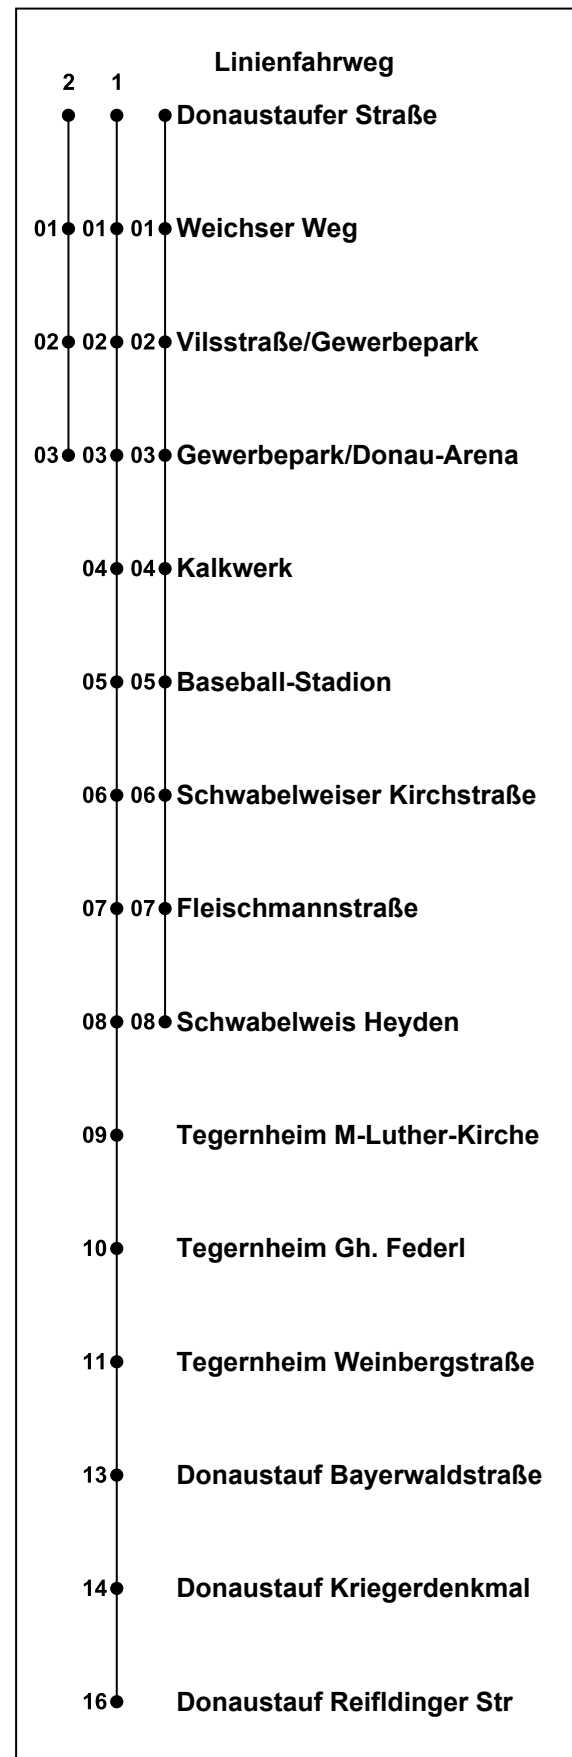 Linienfahrweg
2 1
Donaustaufer Straße
01 01 01 Weichser Weg
02 02 02 Vilsstraße/Gewerbepark
03 03 03 Gewerbepark/Donau-Arena
04 04 Kalkwerk
05 05 Baseball-Stadion
06 06 Schwabelweiser Kirchstraße
07 07 Fleischmannstraße
08 08 Schwabelweis Heyden
09 Tegernheim M-Luther-Kirche
10 Tegernheim Gh. Federl
11 Tegernheim Weinbergstraße
13 Donaustauf Bayerwaldstraße
14 Donaustauf Kriegerdenkmal
16 Donaustauf Reifldinger Str